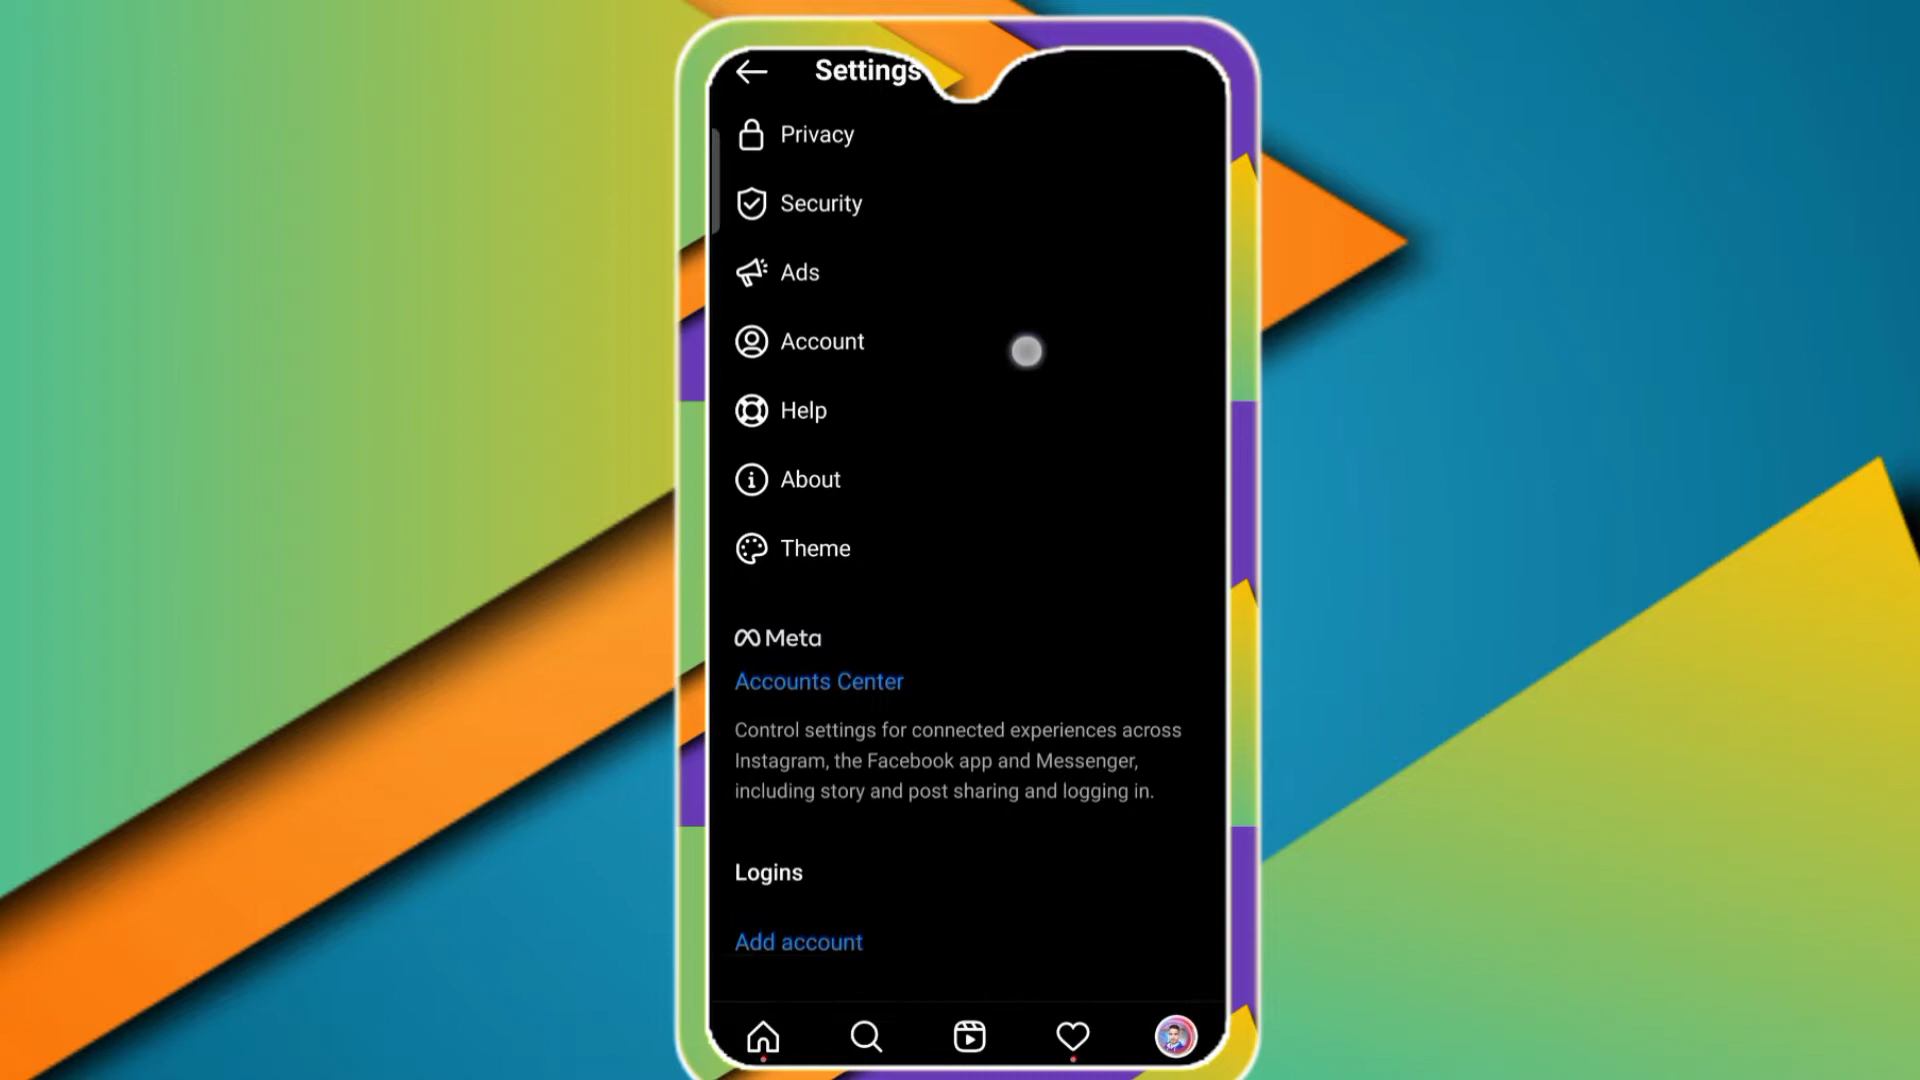 Settings
Privacy
Security
Ads
Account
Help
About
Theme
Meta
Accounts Center
Control settings for connected experiences across
Instagram, the Facebook app and Messenger,
including story and post sharing and logging in.
Logins
Add account